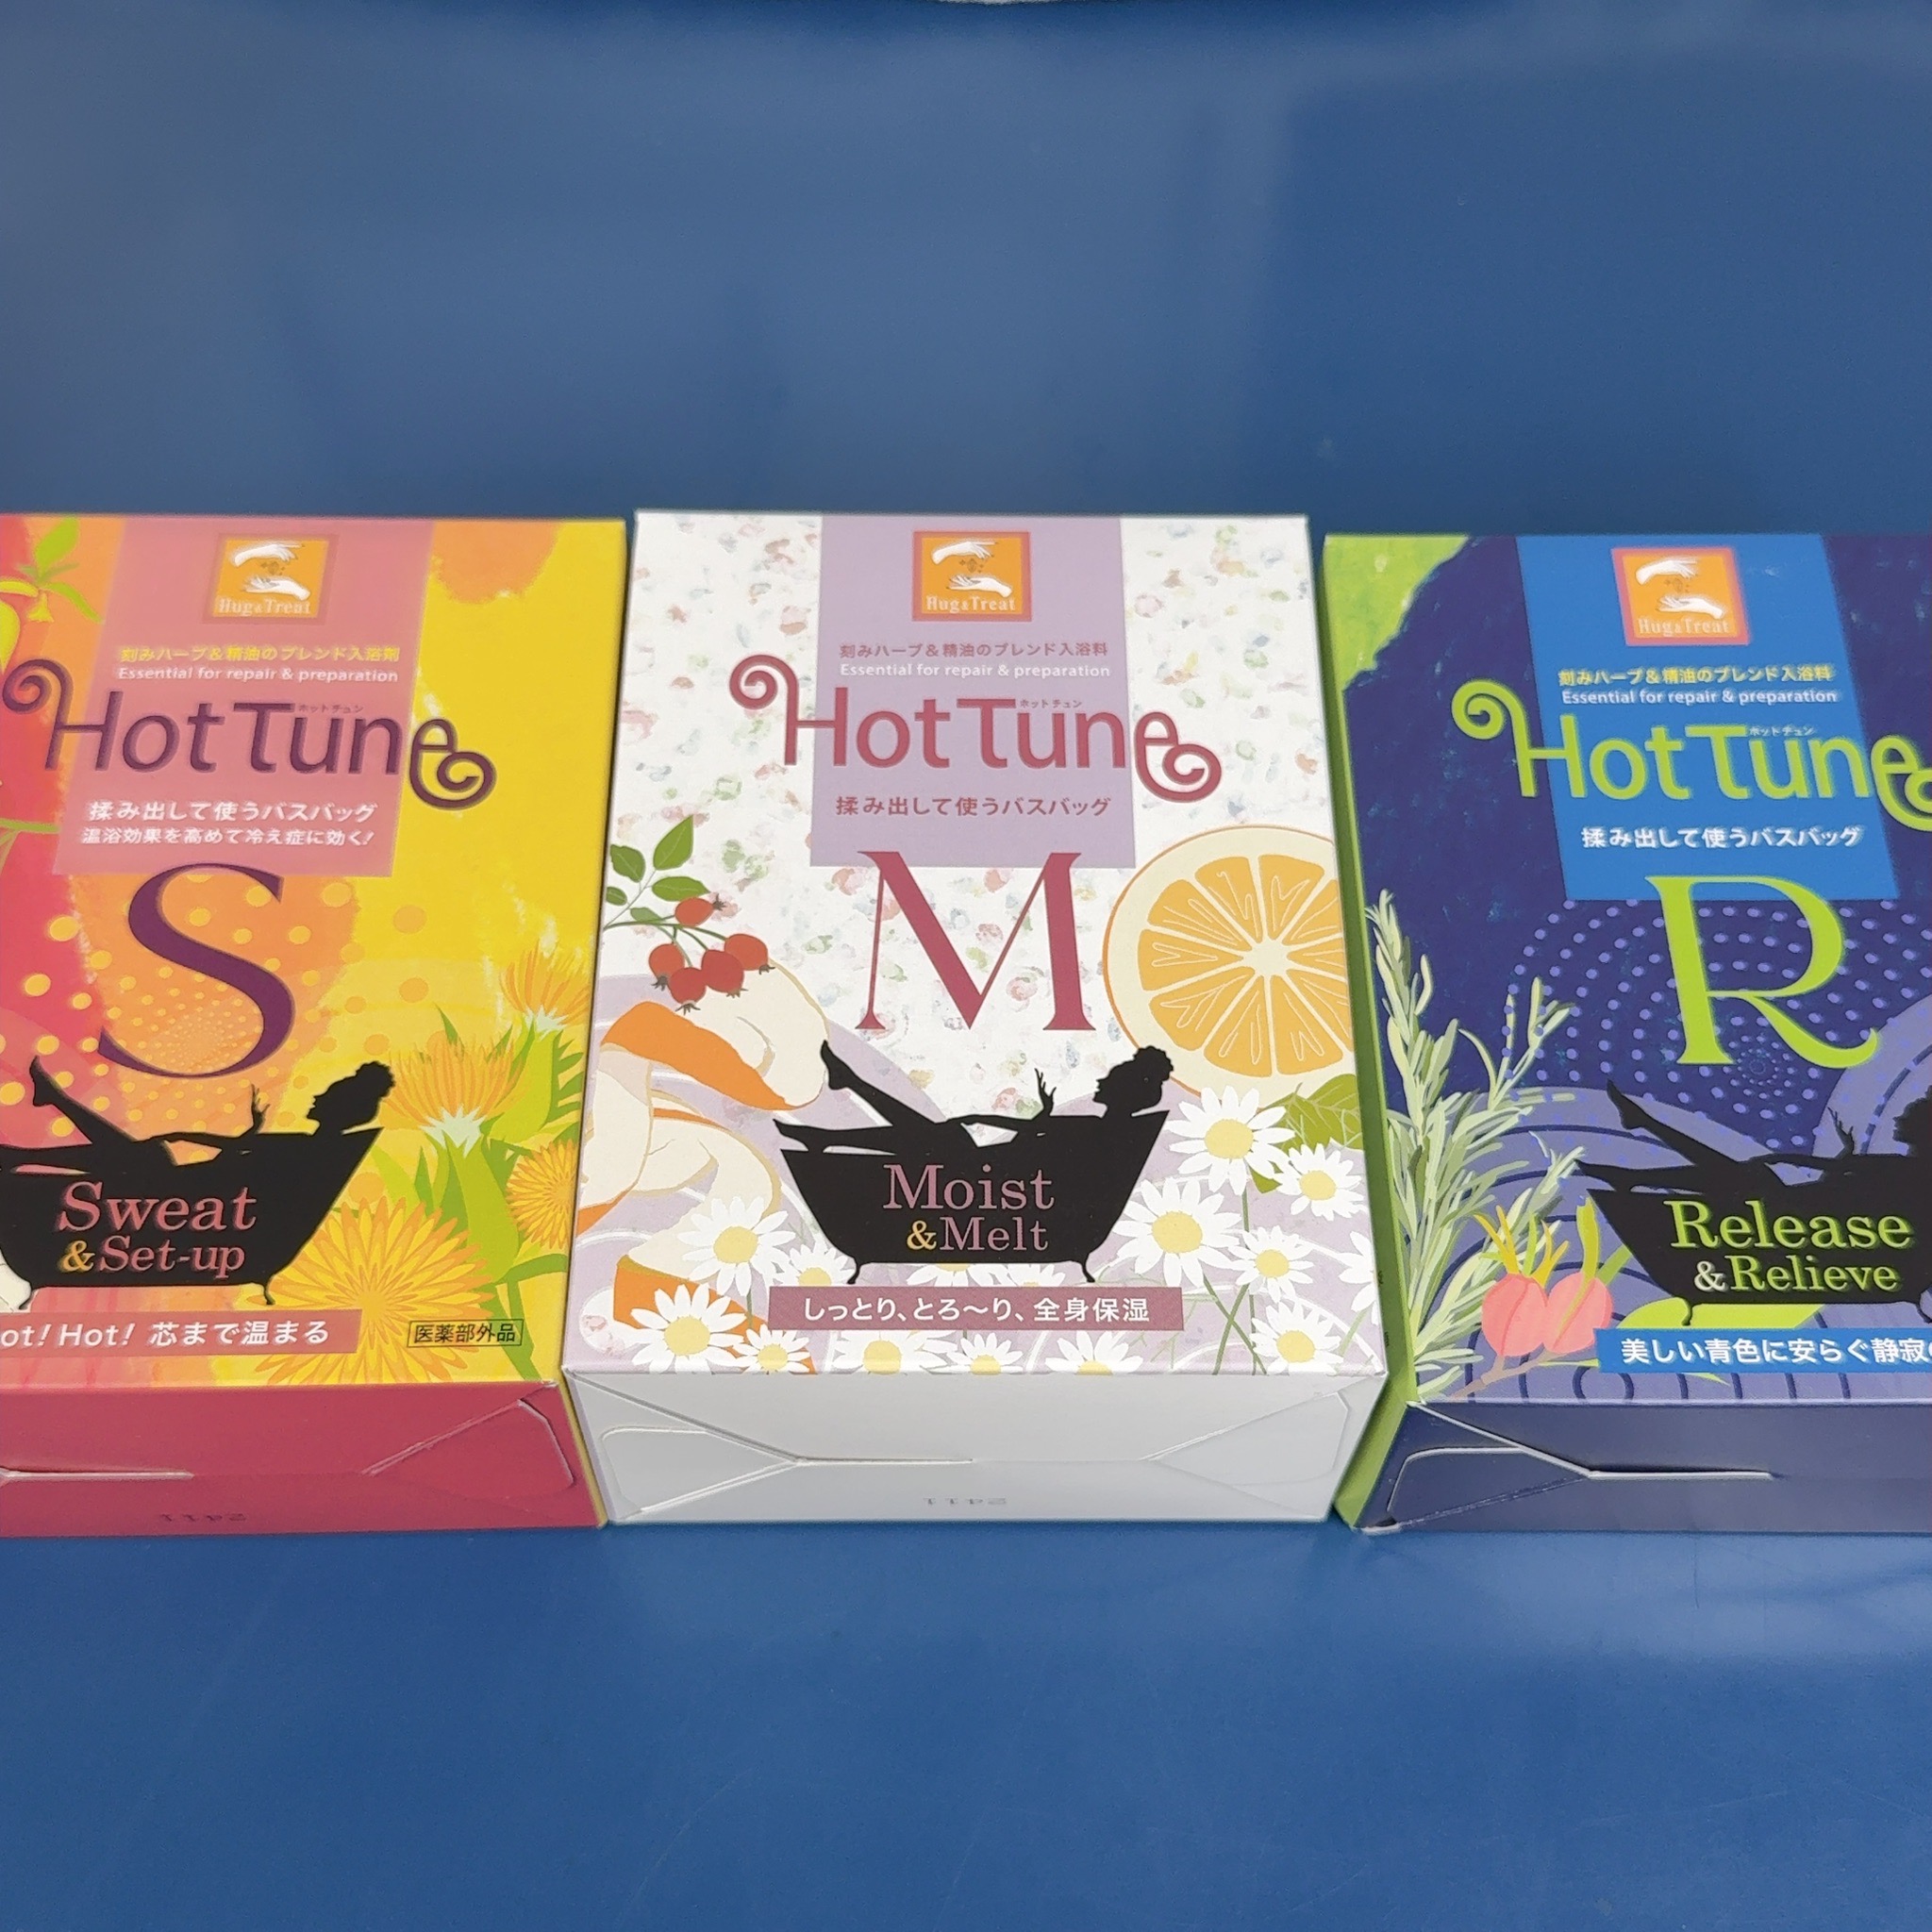 Hug&Treat
刻みハーブ&精油のブレンド入浴剤
Essential for repair & preparation
ホットチュン
Hot Tune
揉み出して使うバスバッグ
温浴効果を高めて冷え症に効く!
S
Sweat
&Set-up
ot! Hot! 芯まで温まる
医薬部外品
2411
Hug&Treat
刻みハーブ&精油のブレンド入浴料
Essential for repair & preparation
ホットチュン
Hot Tune
揉み出して使うバスバッグ
M
Moist
&Melt
しっとり、とろ〜り、全身保湿
2411
Hug&Treat
刻みハーブ&精油のブレンド入浴料
Essential for repair & preparation
ホットチュン
Hot Tune
揉み出して使うバスバッグ
R
Release
&Relieve
美しい青色に安らぐ静寂